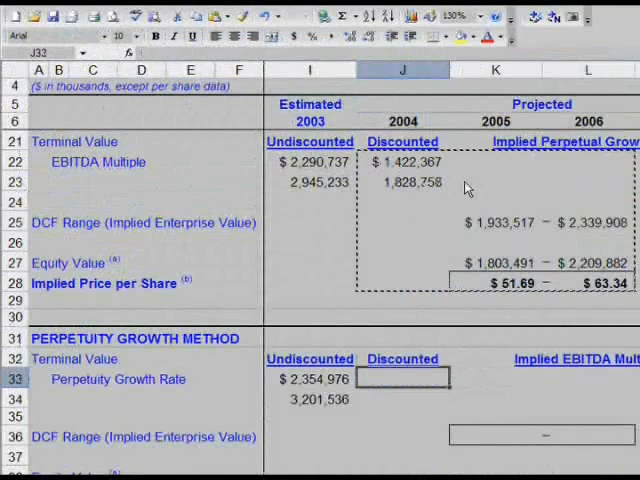 130%
Arial 10 B I U $ %
J33 fx
A B C D E F I J K L
4 ($ in thousands, except per share data)
5 Estimated Projected
6 2003 2004 2005 2006
21 Terminal Value Undiscounted Discounted Implied Perpetual Grow
22 EBITDA Multiple $ 2,290,737 $ 1,422,367
23 2,945,233 1,828,758
24
25 DCF Range (Implied Enterprise Value) $ 1,933,517 – $ 2,339,908
26
27 Equity Value (a) $ 1,803,491 – $ 2,209,882
28 Implied Price per Share (b) $ 51.69 – $ 63.34
29
30
31 PERPETUITY GROWTH METHOD
32 Terminal Value Undiscounted Discounted Implied EBITDA Mult
33 Perpetuity Growth Rate $ 2,354,976
34 3,201,536
35
36 DCF Range (Implied Enterprise Value) –
37